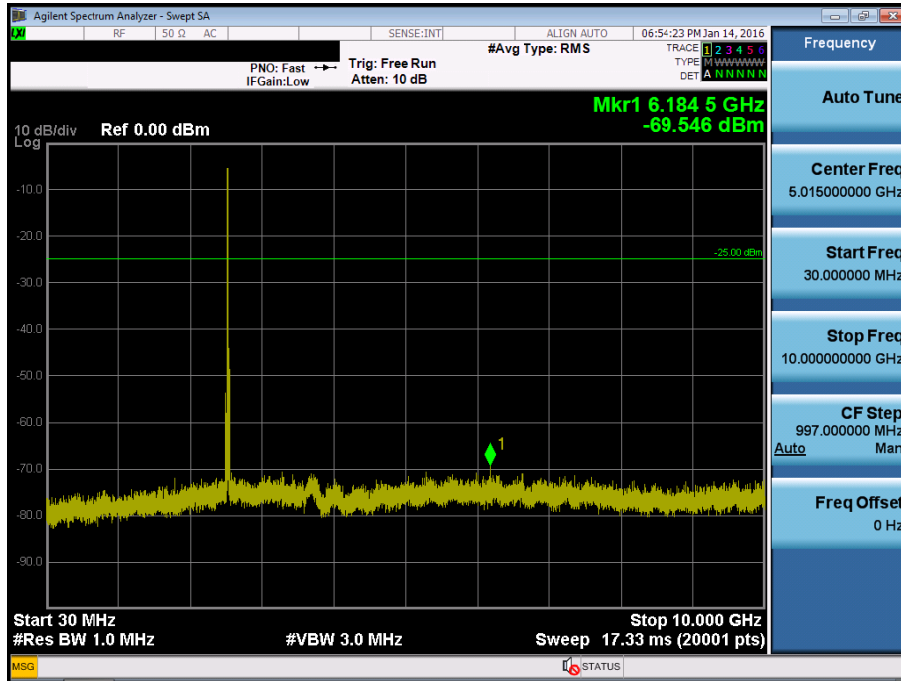 Agilent Spectrum Analyzer - Swept SA
LXI RF 50 Ω AC SENSE:INT ALIGN AUTO 06:54:23 PM Jan 14, 2016
PNO: Fast
IFGain:Low
Trig: Free Run
Atten: 10 dB
#Avg Type: RMS
TRACE 1 2 3 4 5 6
TYPE M W W W W W
DET A N N N N N
Mkr1 6.184 5 GHz
-69.546 dBm
10 dB/div
Log
Ref 0.00 dBm
-10.0
-20.0
-25.00 dBm
-30.0
-40.0
-50.0
-60.0
1
-70.0
-80.0
-90.0
Start 30 MHz
Stop 10.000 GHz
#Res BW 1.0 MHz
#VBW 3.0 MHz
Sweep 17.33 ms (20001 pts)
MSG
STATUS
Frequency
Auto Tune
Center Freq
5.015000000 GHz
Start Freq
30.000000 MHz
Stop Freq
10.000000000 GHz
CF Step
997.000000 MHz
Auto Man
Freq Offset
0 Hz